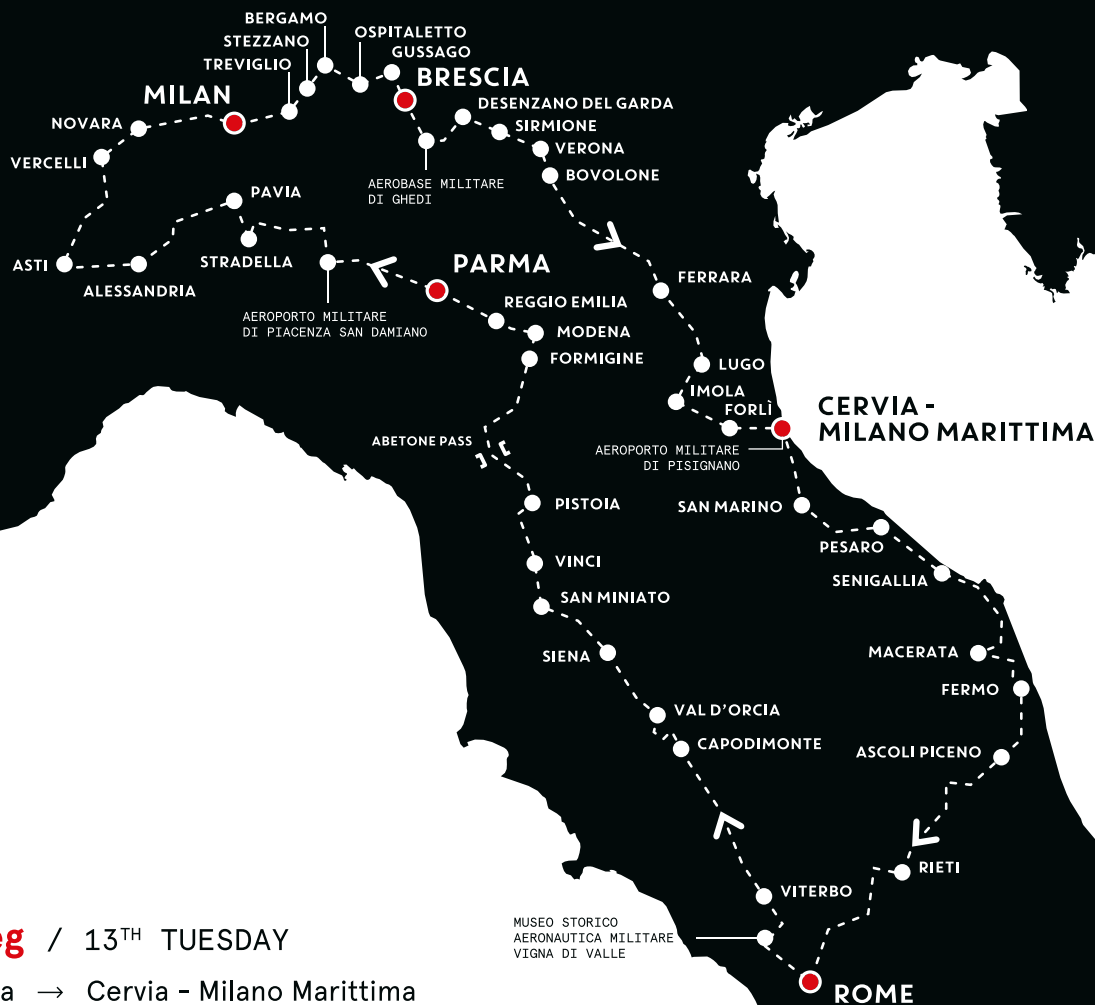 BERGAMO
STEZZANO
TREVIGLIO
OSPITALETTO
GUSSAGO
BRESCIA
MILAN
NOVARA
VERCELLI
DESENZANO DEL GARDA
SIRMIONE
VERONA
BOVOLONE
AEROBASE MILITARE
DI GHEDI
PAVIA
STRADELLA
ASTI
ALESSANDRIA
PARMA
AEROPORTO MILITARE
DI PIACENZA SAN DAMIANO
REGGIO EMILIA
MODENA
FORMIGINE
FERRARA
LUGO
IMOLA
FORLÌ
CERVIA -
MILANO MARITTIMA
AEROPORTO MILITARE
DI PISIGNANO
ABETONE PASS
PISTOIA
SAN MARINO
PESARO
SENIGALLIA
VINCI
SAN MINIATO
SIENA
MACERATA
FERMO
VAL D'ORCIA
CAPODIMONTE
ASCOLI PICENO
RIETI
VITERBO
MUSEO STORICO
AERONAUTICA MILITARE
VIGNA DI VALLE
ROME
/ 13TH TUESDAY
→ Cervia - Milano Marittima